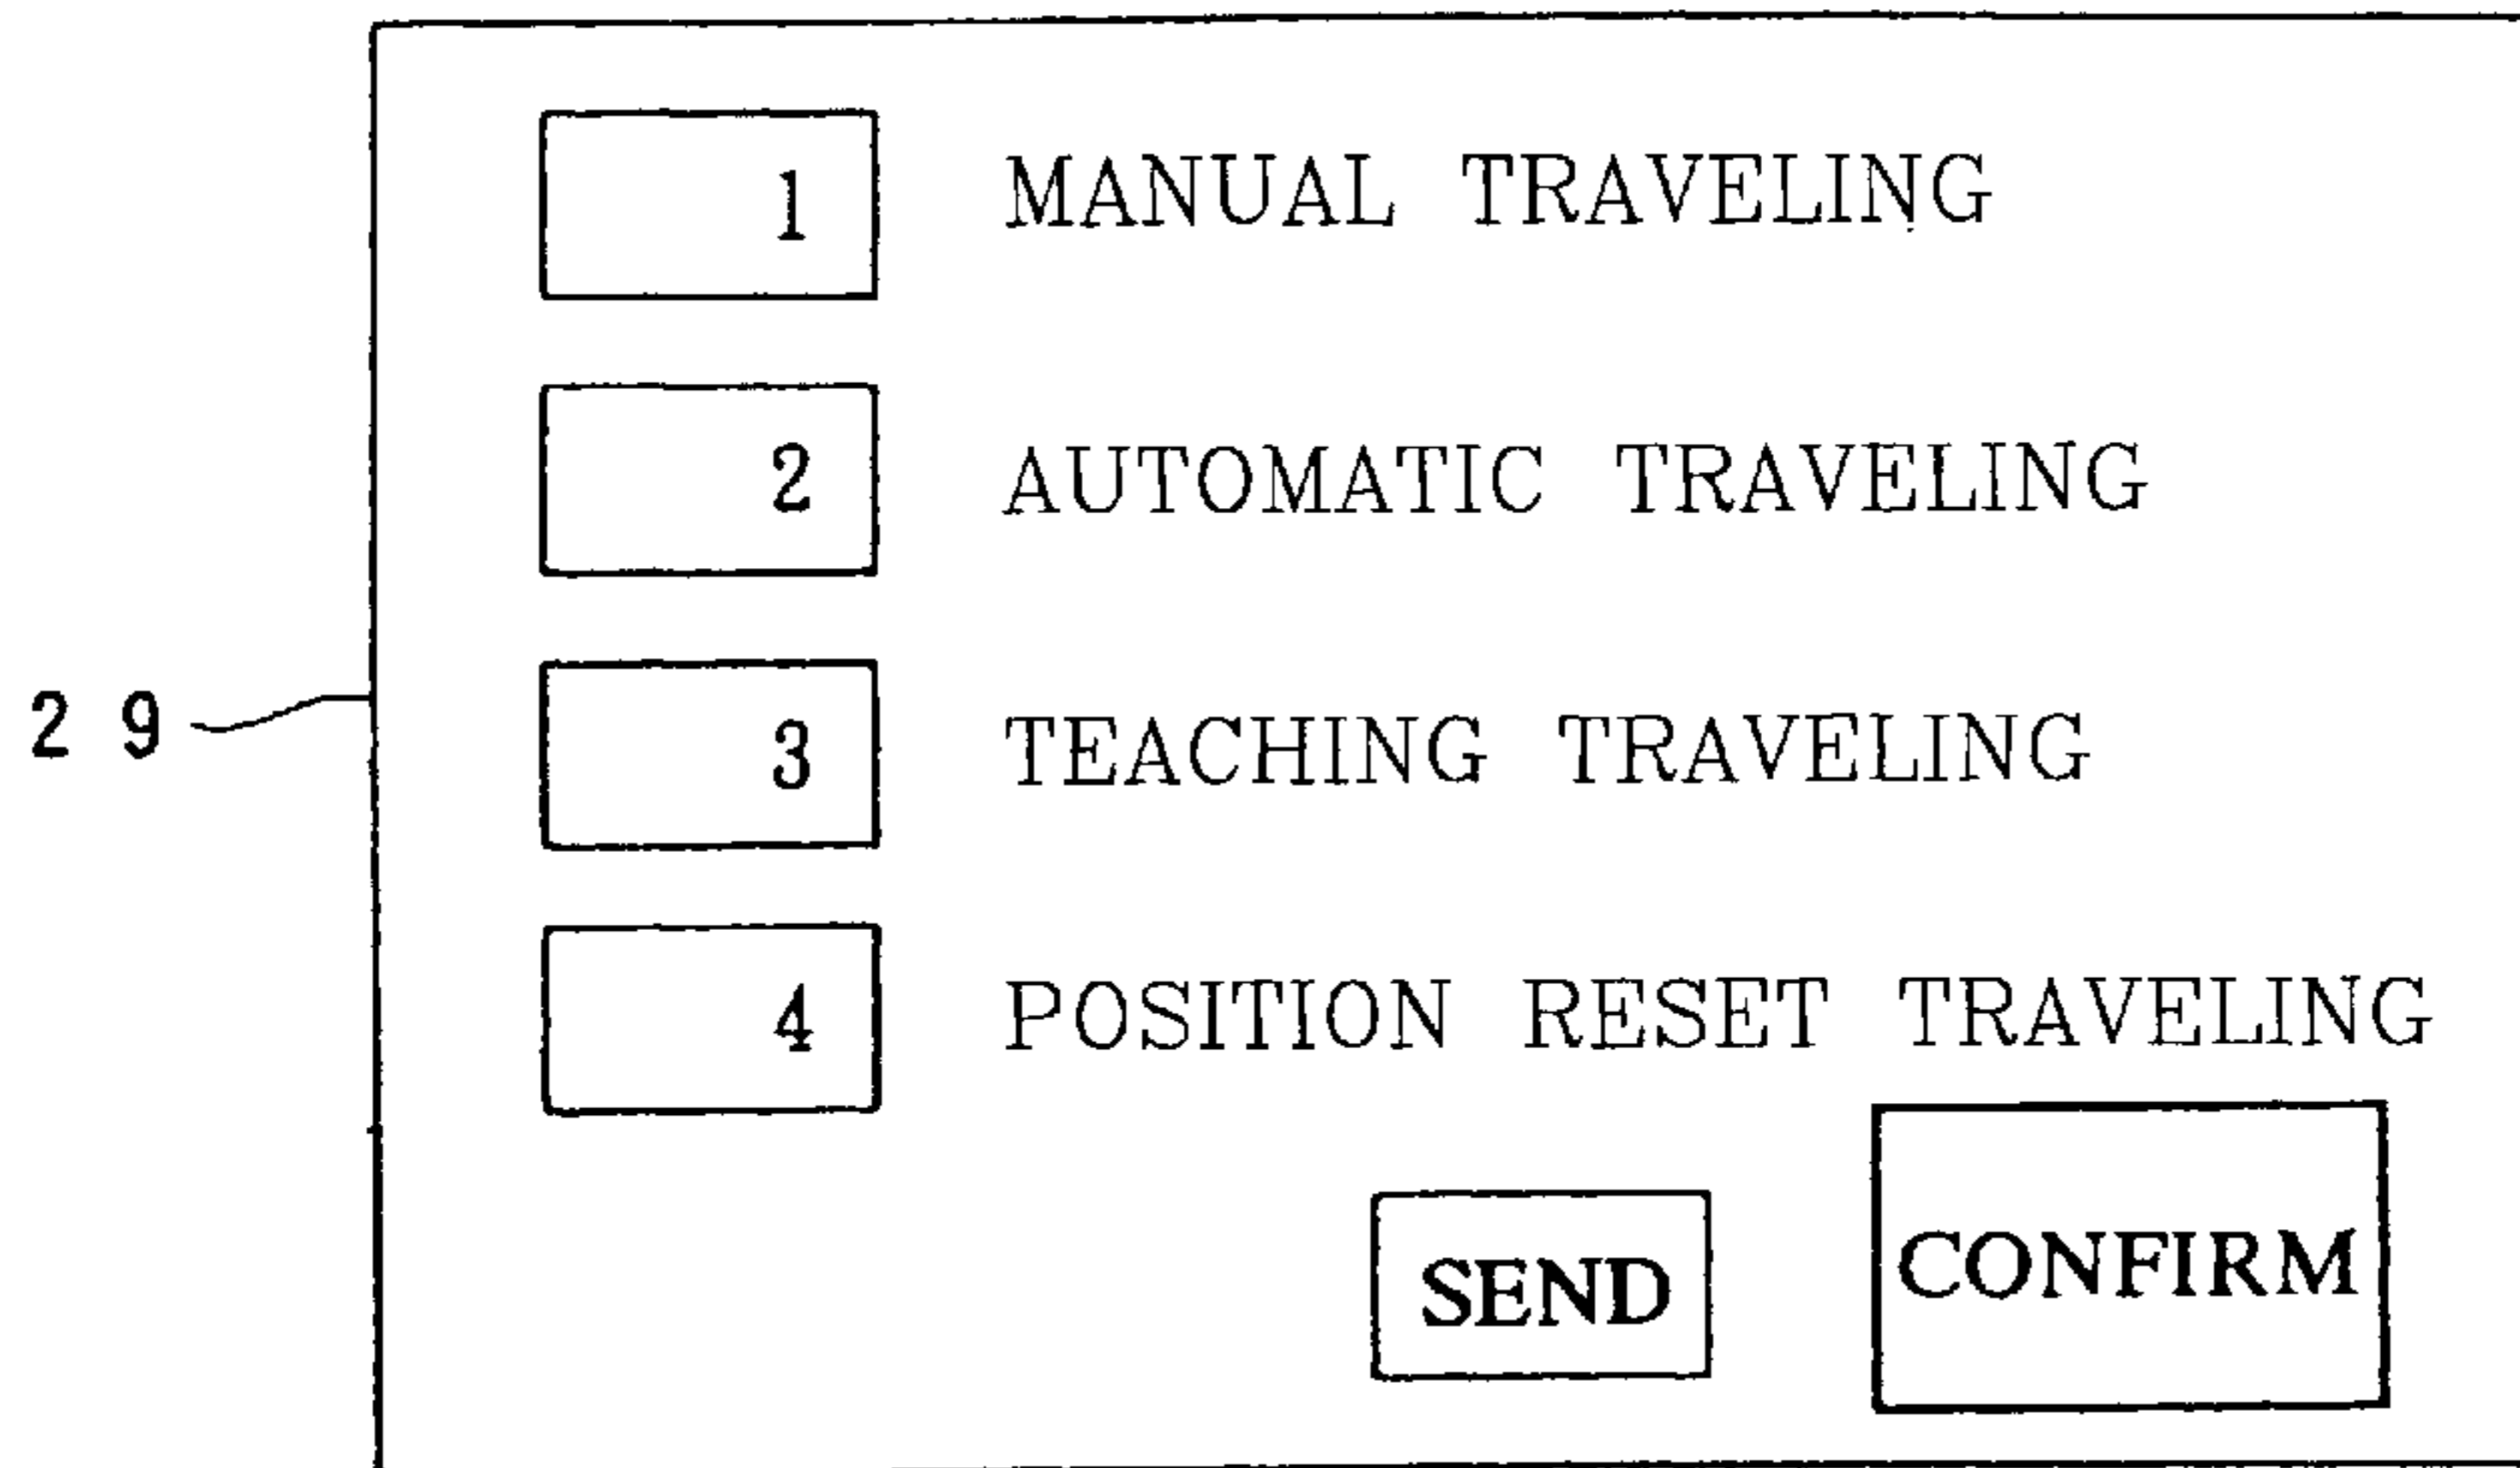 1 MANUAL TRAVELING
2 AUTOMATIC TRAVELING
29
3 TEACHING TRAVELING
4 POSITION RESET TRAVELING
SEND CONFIRM